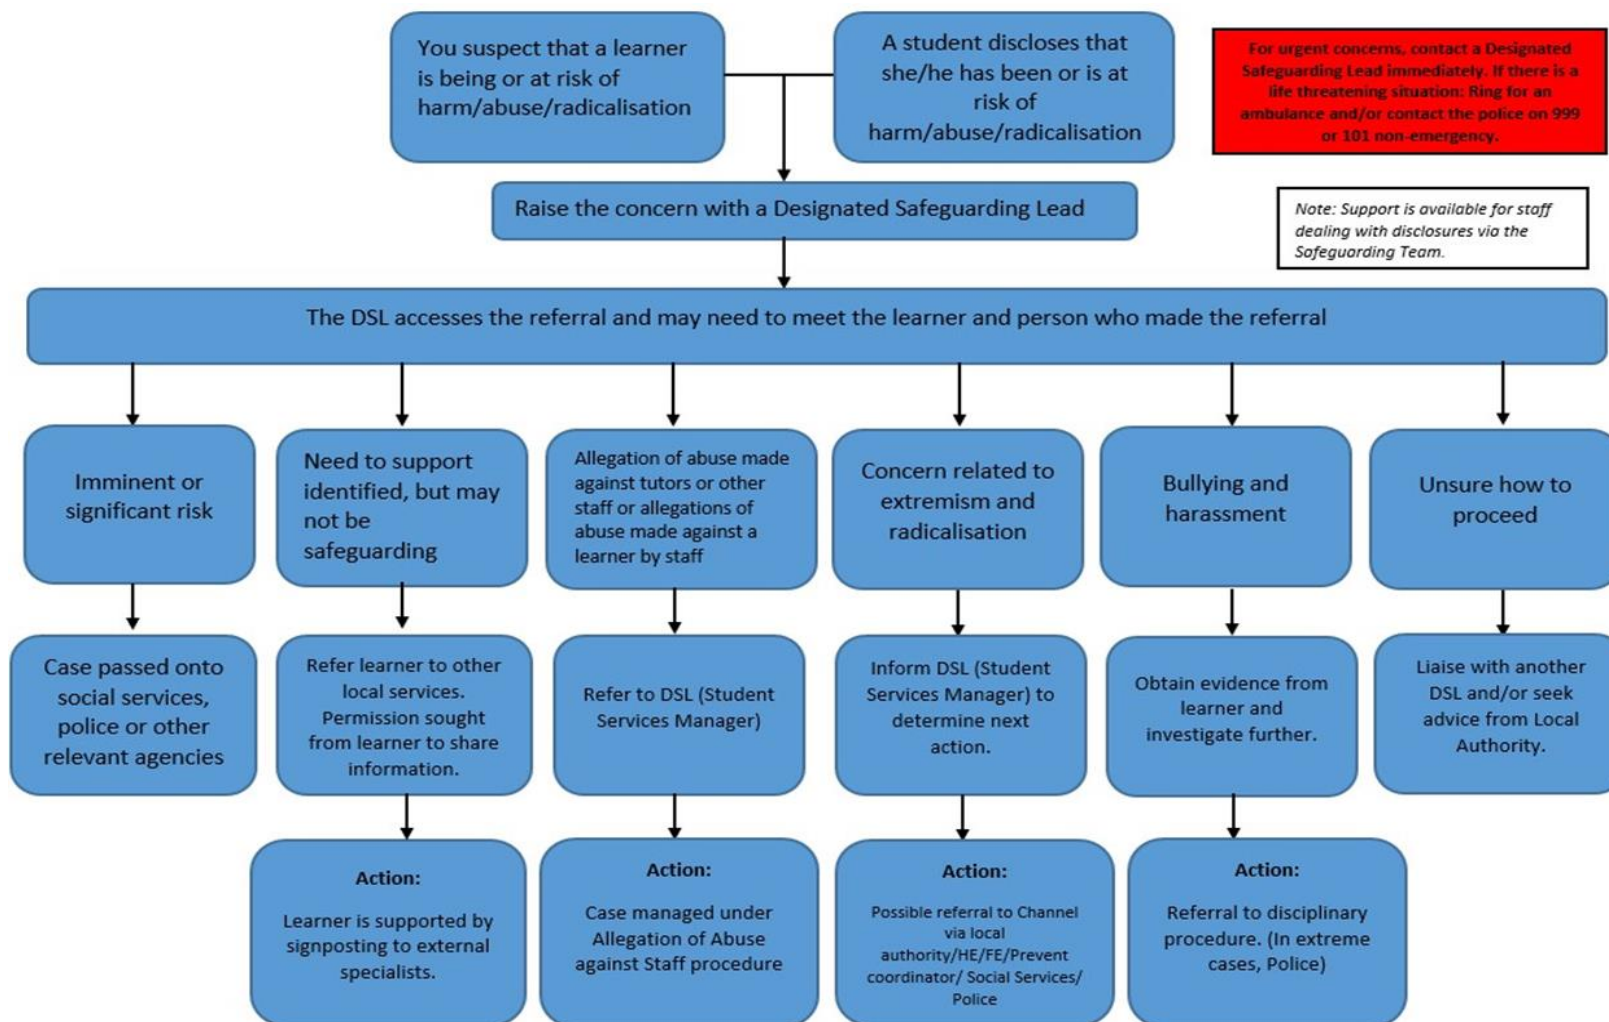 You suspect that a learner
is being or at risk of
harm/abuse/radicalisation
A student discloses that
she/he has been or is at
risk of
harm/abuse/radicalisation
For urgent concerns, contact a Designated
Safeguarding Lead immediately. If there is a
life threatening situation: Ring for an
ambulance and/or contact the police on 999
or 101 non-emergency.
Raise the concern with a Designated Safeguarding Lead
Note: Support is available for staff
dealing with disclosures via the
Safeguarding Team.
The DSL accesses the referral and may need to meet the learner and person who made the referral
Imminent or
significant risk
Need to support
identified, but may
not be
safeguarding
Allegation of abuse made
against tutors or other
staff or allegations of
abuse made against a
learner by staff
Concern related to
extremism and
radicalisation
Bullying and
harassment
Unsure how to
proceed
Case passed onto
social services,
police or other
relevant agencies
Refer learner to other
local services.
Permission sought
from learner to share
information.
Refer to DSL (Student
Services Manager)
Inform DSL (Student
Services Manager) to
determine next
action.
Obtain evidence from
learner and
investigate further.
Liaise with another
DSL and/or seek
advice from Local
Authority.
Action:
Learner is supported by
signposting to external
specialists.
Action:
Case managed under
Allegation of Abuse
against Staff procedure
Action:
Possible referral to Channel
via local
authority/HE/FE/Prevent
coordinator/ Social Services/
Police
Action:
Referral to disciplinary
procedure. (In extreme
cases, Police)